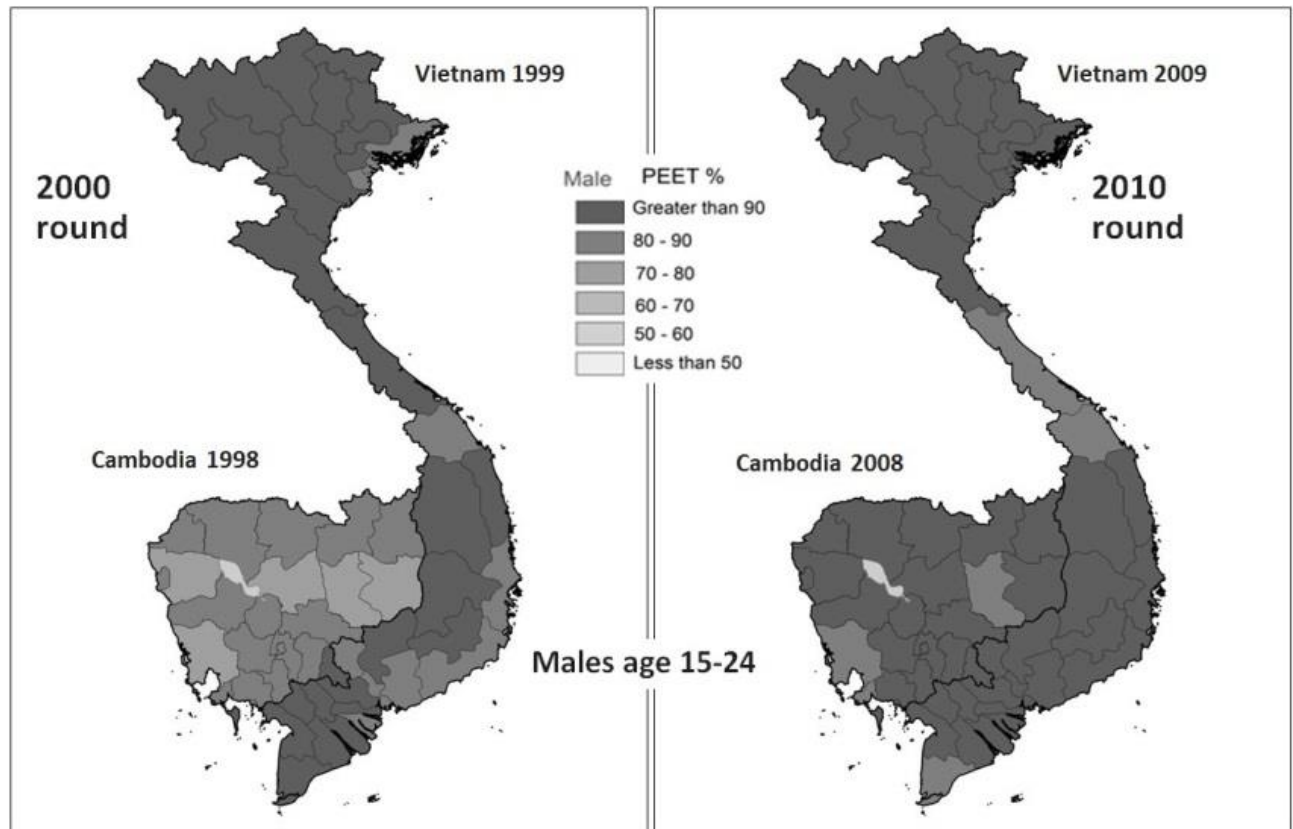 Vietnam 1999
2000
round
Cambodia 1998
Male PEET %
Greater than 90
80 - 90
70 - 80
60 - 70
50 - 60
Less than 50
Males age 15-24
Vietnam 2009
2010
round
Cambodia 2008